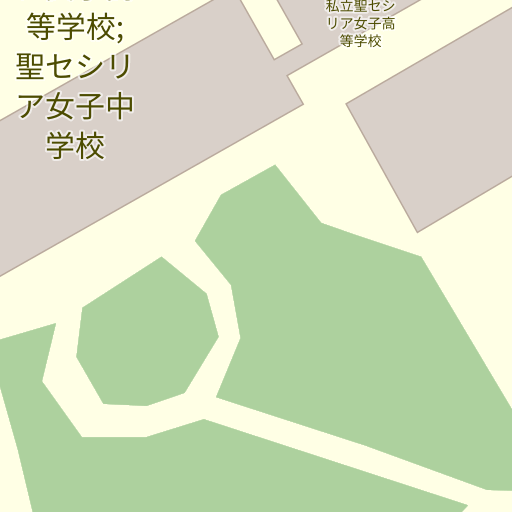 等学校;
聖セシリ
ア女子中
学校
私立聖セシ
リア女子高
等学校